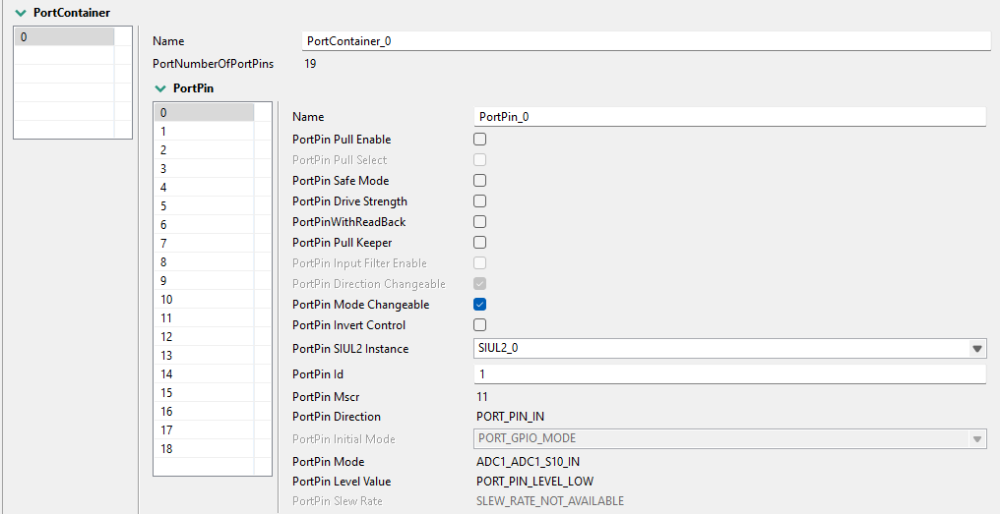 PortContainer
0
Name PortContainer_0
PortNumberOfPortPins 19
PortPin
0
1
2
3
4
5
6
7
8
9
10
11
12
13
14
15
16
17
18
Name PortPin_0
PortPin Pull Enable
PortPin Pull Select
PortPin Safe Mode
PortPin Drive Strength
PortPinWithReadBack
PortPin Pull Keeper
PortPin Input Filter Enable
PortPin Direction Changeable
PortPin Mode Changeable
PortPin Invert Control
PortPin SIUL2 Instance SIUL2_0
PortPin Id 1
PortPin Mscr 11
PortPin Direction PORT_PIN_IN
PortPin Initial Mode PORT_GPIO_MODE
PortPin Mode ADC1_ADC1_S10_IN
PortPin Level Value PORT_PIN_LEVEL_LOW
PortPin Slew Rate SLEW_RATE_NOT_AVAILABLE